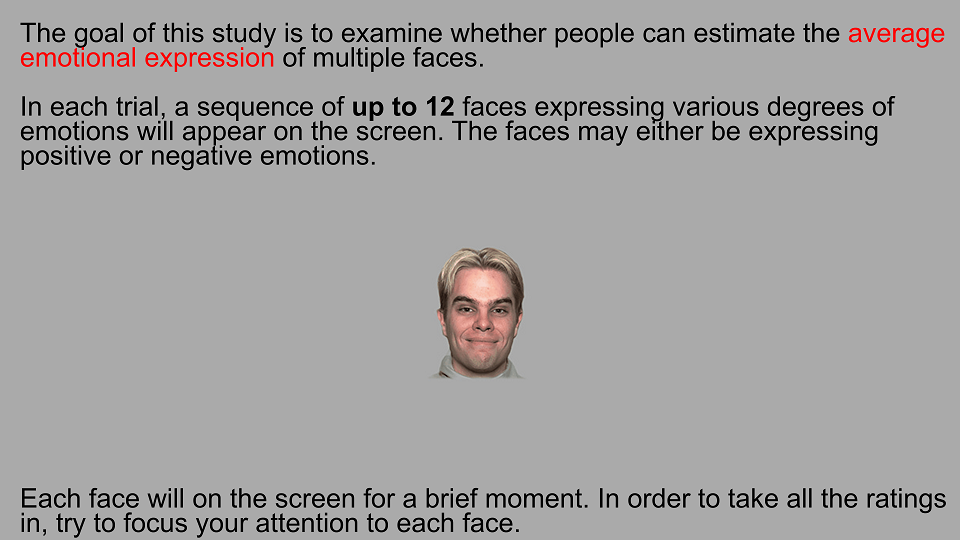 The goal of this study is to examine whether people can estimate the average
emotional expression of multiple faces.
In each trial, a sequence of up to 12 faces expressing various degrees of
emotions will appear on the screen. The faces may either be expressing
positive or negative emotions.
Each face will on the screen for a brief moment. In order to take all the ratings
in, try to focus your attention to each face.